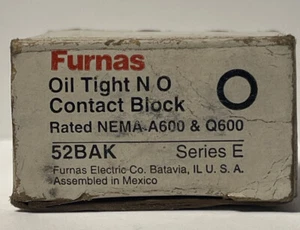 Furnas
Oil Tight N O
Contact Block
Rated NEMA A600 & Q600
52BAK Series E
Furnas Electric Co. Batavia, IL U. S. A.
Assembled in Mexico